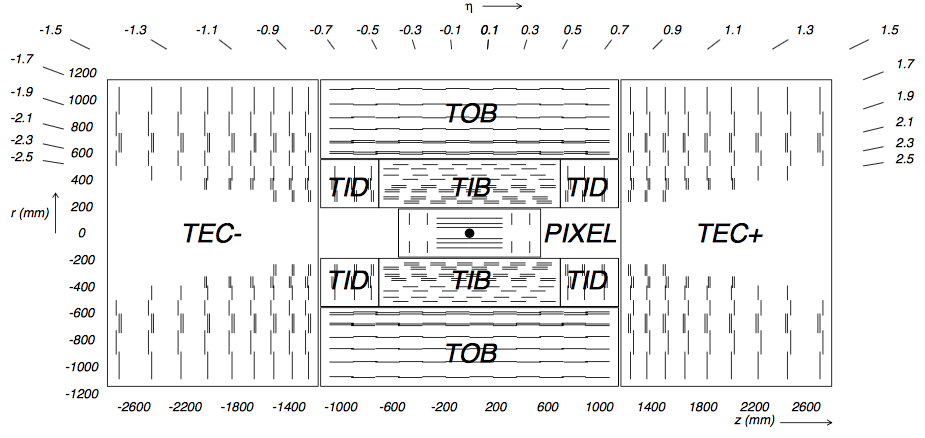 η
-1.5 -1.3 -1.1 -0.9 -0.7 -0.5 -0.3 -0.1 0.1 0.3 0.5 0.7 0.9 1.1 1.3 1.5
-1.7 1.7
-1.9 1.9
-2.1 2.1
-2.3 2.3
-2.5 2.5
1200
1000
800
600
400
200
0
-200
-400
-600
-800
-1000
-1200
r (mm)
TOB
TID TIB TID
TEC- PIXEL TEC+
TID TIB TID
TOB
-2600 -2200 -1800 -1400 -1000 -600 -200 200 600 1000 1400 1800 2200 2600
z (mm)